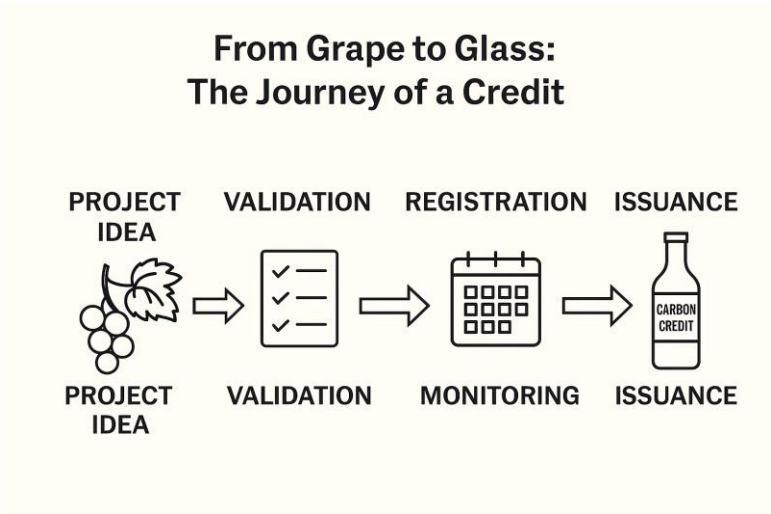 From Grape to Glass:
The Journey of a Credit
PROJECT
IDEA
VALIDATION
REGISTRATION
ISSUANCE
CARBON
CREDIT
PROJECT
IDEA
VALIDATION
MONITORING
ISSUANCE